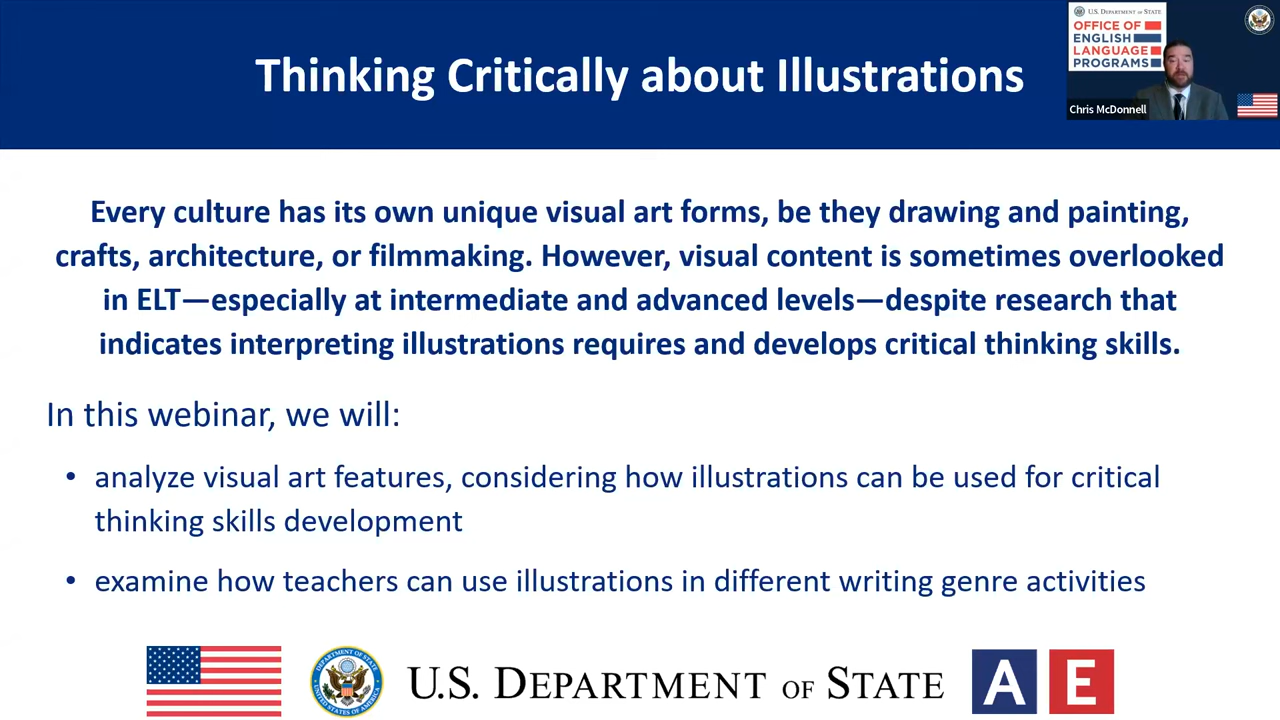 Thinking Critically about Illustrations
U.S. DEPARTMENT OF STATE
OFFICE OF
ENGLISH
LANGUAGE
PROGRAMS
Chris McDonnell
Every culture has its own unique visual art forms, be they drawing and painting,
crafts, architecture, or filmmaking. However, visual content is sometimes overlooked
in ELT—especially at intermediate and advanced levels—despite research that
indicates interpreting illustrations requires and develops critical thinking skills.
In this webinar, we will:
• analyze visual art features, considering how illustrations can be used for critical
thinking skills development
• examine how teachers can use illustrations in different writing genre activities
U.S. DEPARTMENT OF STATE
A E